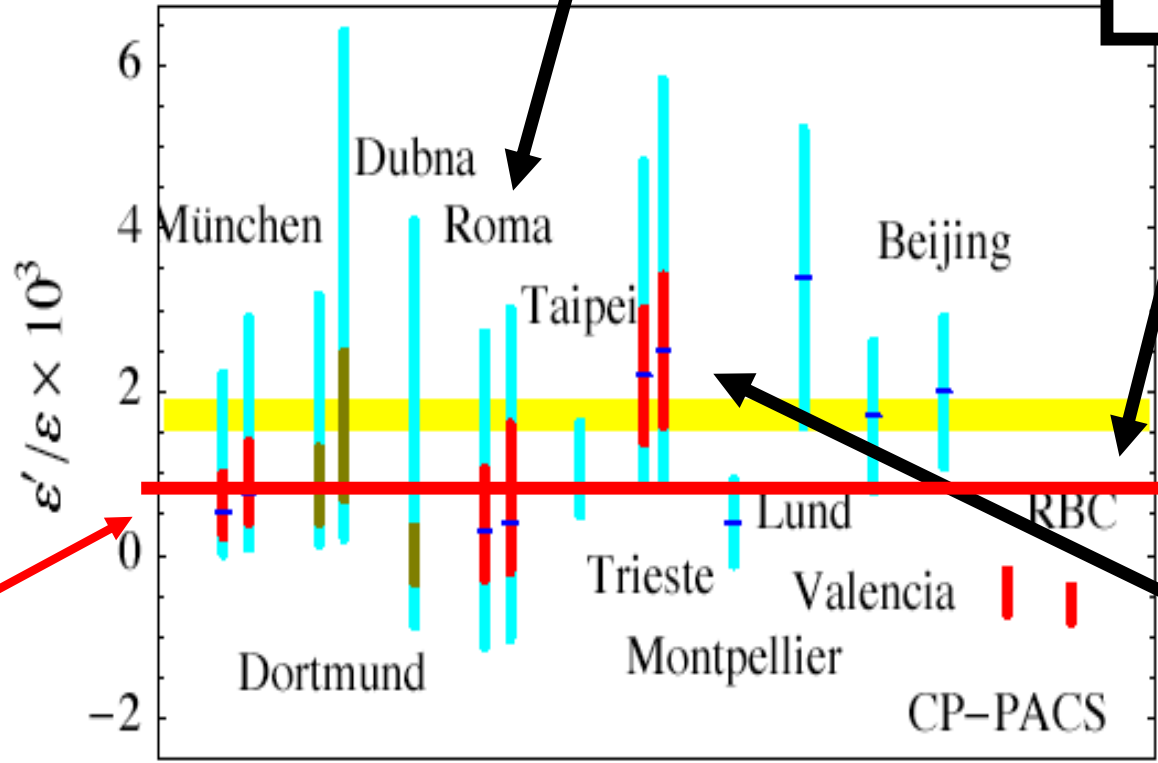 ε′/ε × 10³
6
4
2
0
−2
Dubna
München
Roma
Beijing
Taipei
Lund
RBC
Trieste
Valencia
Montpellier
Dortmund
CP−PACS